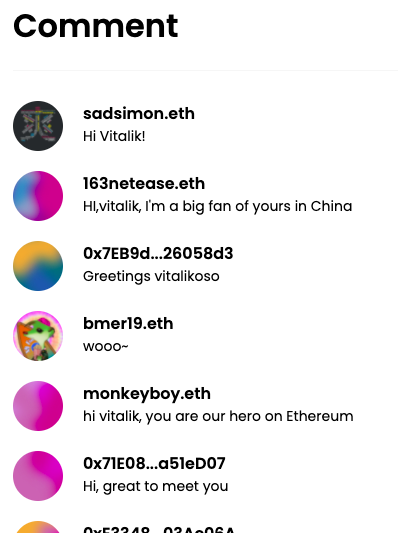 Comment
sadsimon.eth
Hi Vitalik!
163netease.eth
HI,vitalik, I'm a big fan of yours in China
0x7EB9d...26058d3
Greetings vitalikoso
bmer19.eth
wooo~
monkeyboy.eth
hi vitalik, you are our hero on Ethereum
0x71E08...a51eD07
Hi, great to meet you